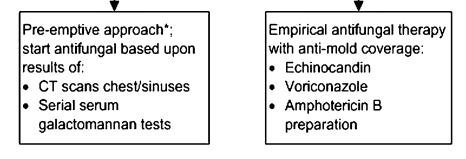 Pre-emptive approach*;
start antifungal based upon
results of:
• CT scans chest/sinuses
• Serial serum
galactomannan tests
Empirical antifungal therapy
with anti-mold coverage:
• Echinocandin
• Voriconazole
• Amphotericin B
preparation